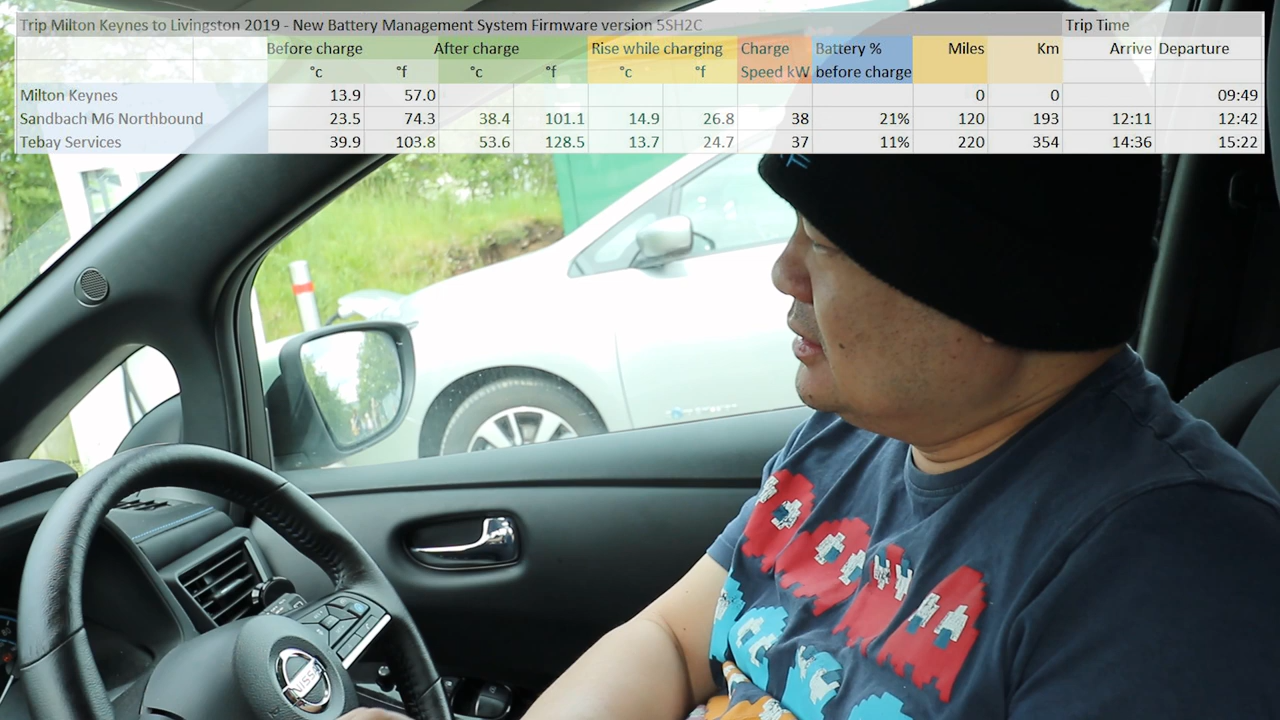 Trip Milton Keynes to Livingston 2019 - New Battery Management System Firmware version 5SH2C Trip Time
Before charge After charge Rise while charging Charge Battery % Miles Km Arrive Departure
°c °f °c °f °c °f Speed kW before charge
Milton Keynes 13.9 57.0 0 0 09:49
Sandbach M6 Northbound 23.5 74.3 38.4 101.1 14.9 26.8 38 21% 120 193 12:11 12:42
Tebay Services 39.9 103.8 53.6 128.5 13.7 24.7 37 11% 220 354 14:36 15:22
NISSAN